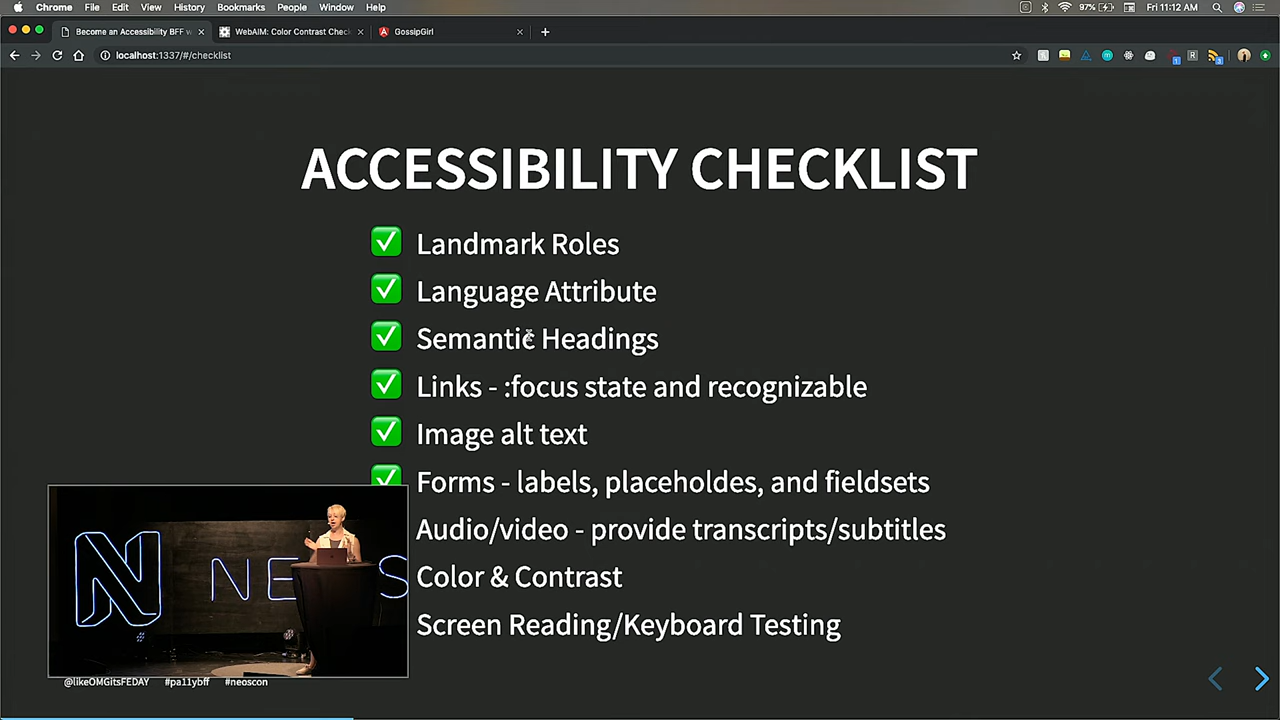 Chrome File Edit View History Bookmarks People Window Help 97% Fri 11:12 AM
Become an Accessibility BFF w WebAIM: Color Contrast Chec GossipGirl
localhost:1337/#/checklist
ACCESSIBILITY CHECKLIST
Landmark Roles
Language Attribute
Semantic Headings
Links - :focus state and recognizable
Image alt text
Forms - labels, placeholdes, and fieldsets
Audio/video - provide transcripts/subtitles
Color & Contrast
Screen Reading/Keyboard Testing
N NE S
@likeOMGitsFEDAY #pa11ybff #neoscon